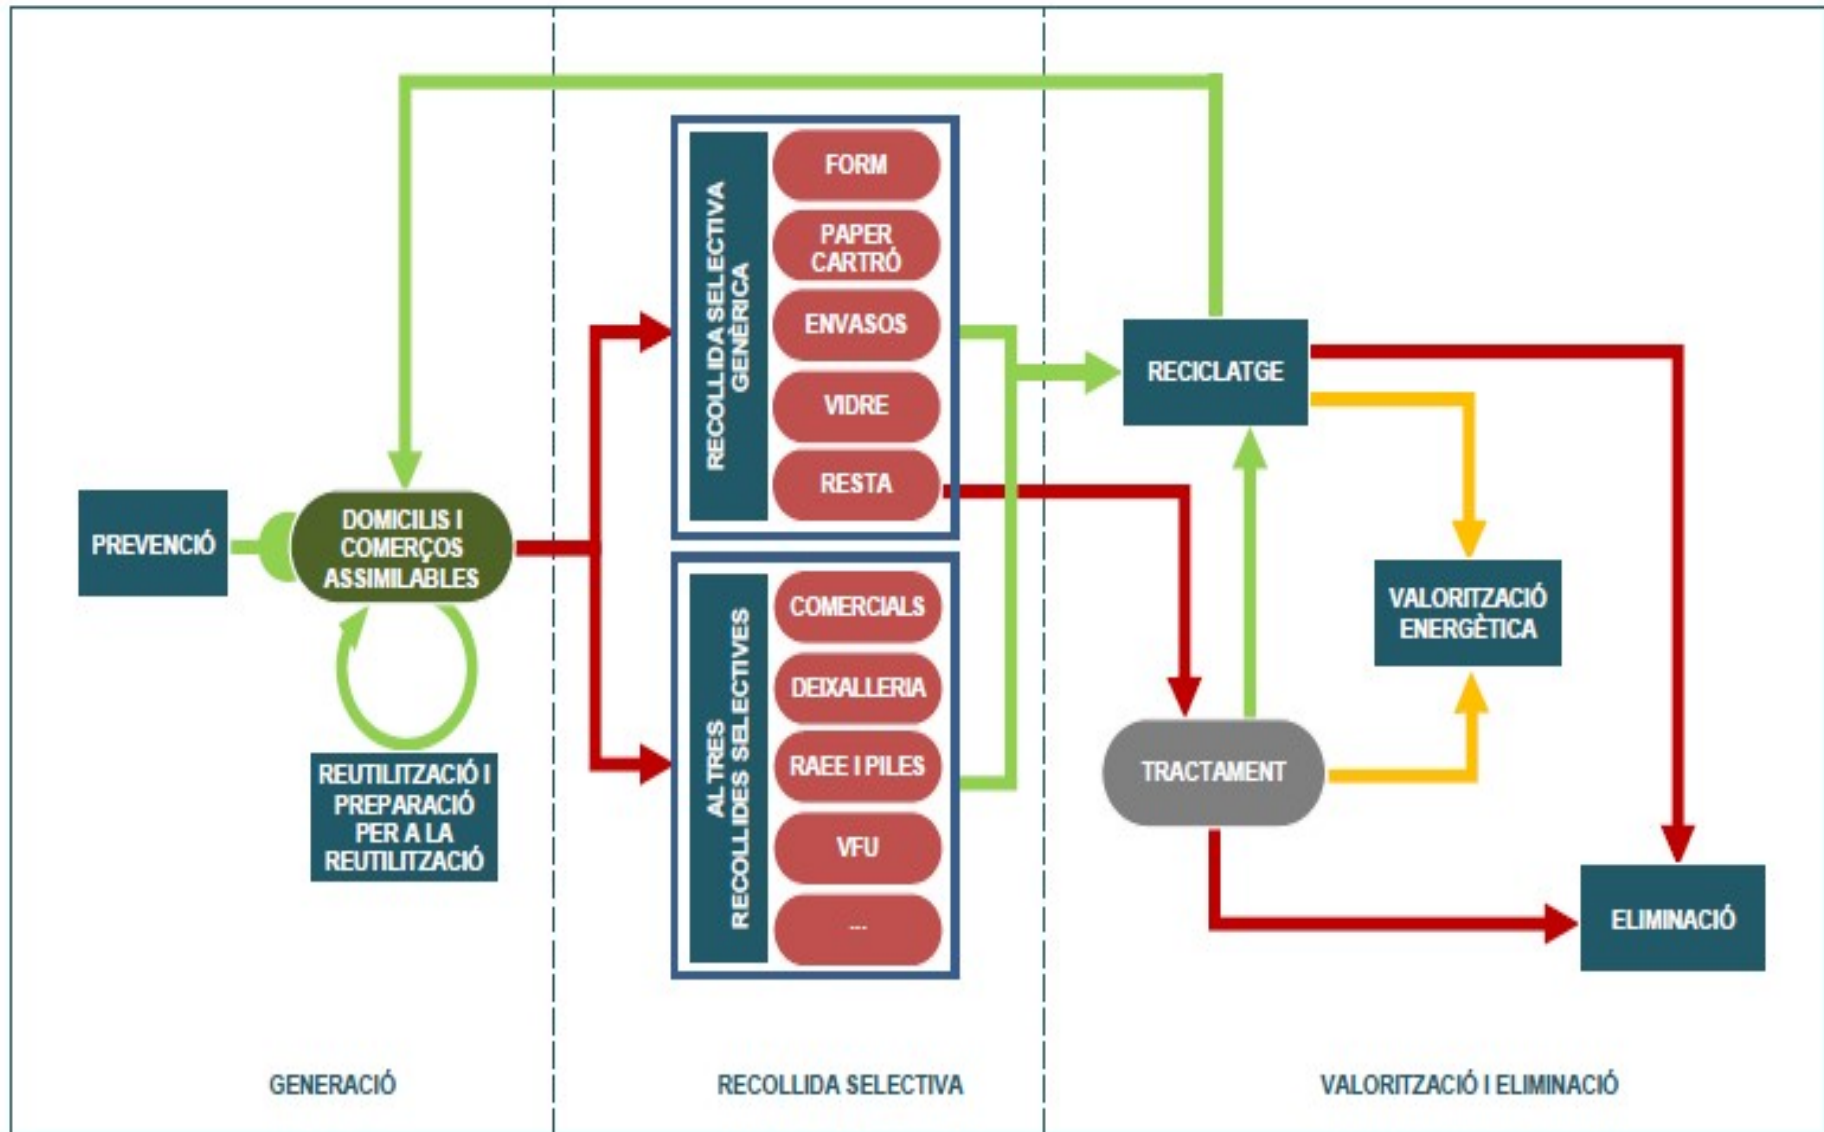 PREVENCIÓ
DOMICILIS I
COMERÇOS
ASSIMILABLES
REUTILITZACIÓ I
PREPARACIÓ
PER A LA
REUTILITZACIÓ
RECOLLIDA SELECTIVA
GENÈRICA
FORM
PAPER
CARTRÓ
ENVASOS
VIDRE
RESTA
ALTRES
RECOLLIDES SELECTIVES
COMERCIALS
DEIXALLERIA
RAEE I PILES
VFU
...
RECICLATGE
VALORITZACIÓ
ENERGÈTICA
TRACTAMENT
ELIMINACIÓ
GENERACIÓ
RECOLLIDA SELECTIVA
VALORITZACIÓ I ELIMINACIÓ